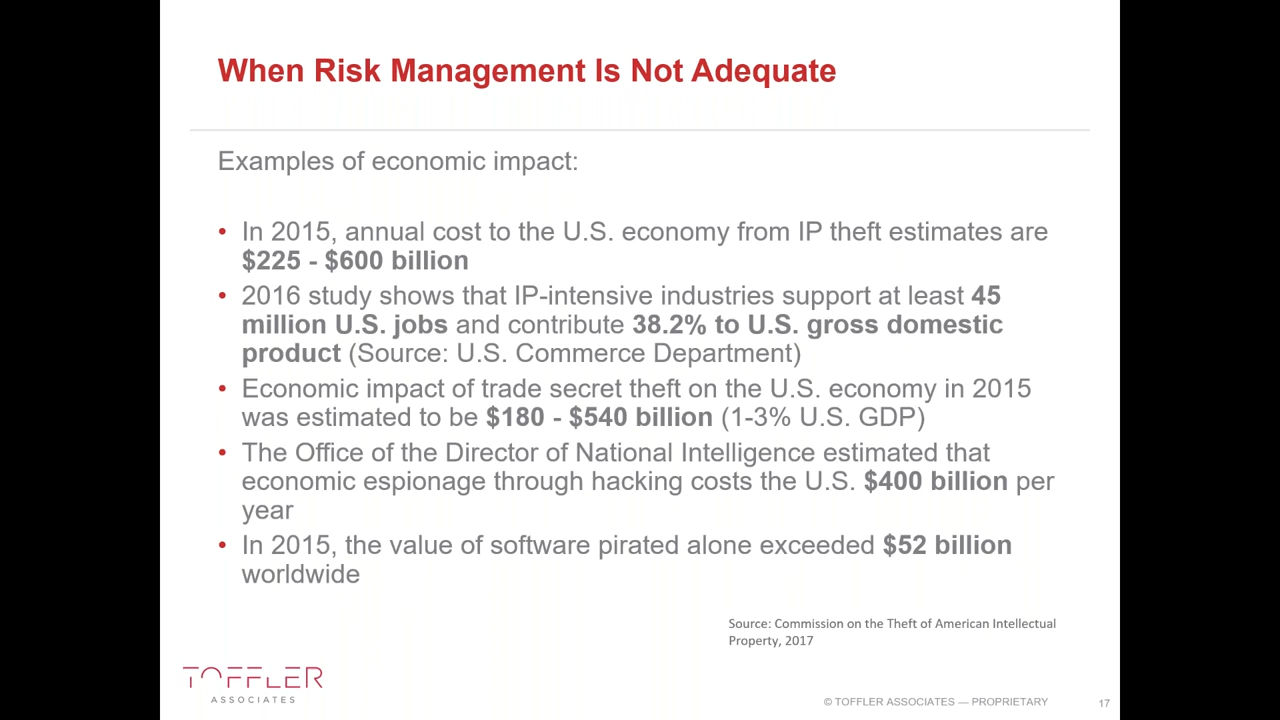 When Risk Management Is Not Adequate
Examples of economic impact:
• In 2015, annual cost to the U.S. economy from IP theft estimates are
$225 - $600 billion
• 2016 study shows that IP-intensive industries support at least 45
million U.S. jobs and contribute 38.2% to U.S. gross domestic
product (Source: U.S. Commerce Department)
• Economic impact of trade secret theft on the U.S. economy in 2015
was estimated to be $180 - $540 billion (1-3% U.S. GDP)
• The Office of the Director of National Intelligence estimated that
economic espionage through hacking costs the U.S. $400 billion per
year
• In 2015, the value of software pirated alone exceeded $52 billion
worldwide
Source: Commission on the Theft of American Intellectual
Property, 2017
TOFFLER
ASSOCIATES
© TOFFLER ASSOCIATES — PROPRIETARY
17